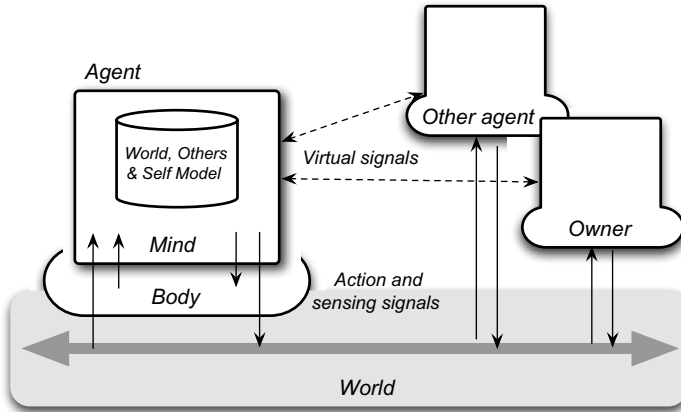 Agent
World, Others
& Self Model
Mind
Body
Virtual signals
Other agent
Owner
Action and
sensing signals
World